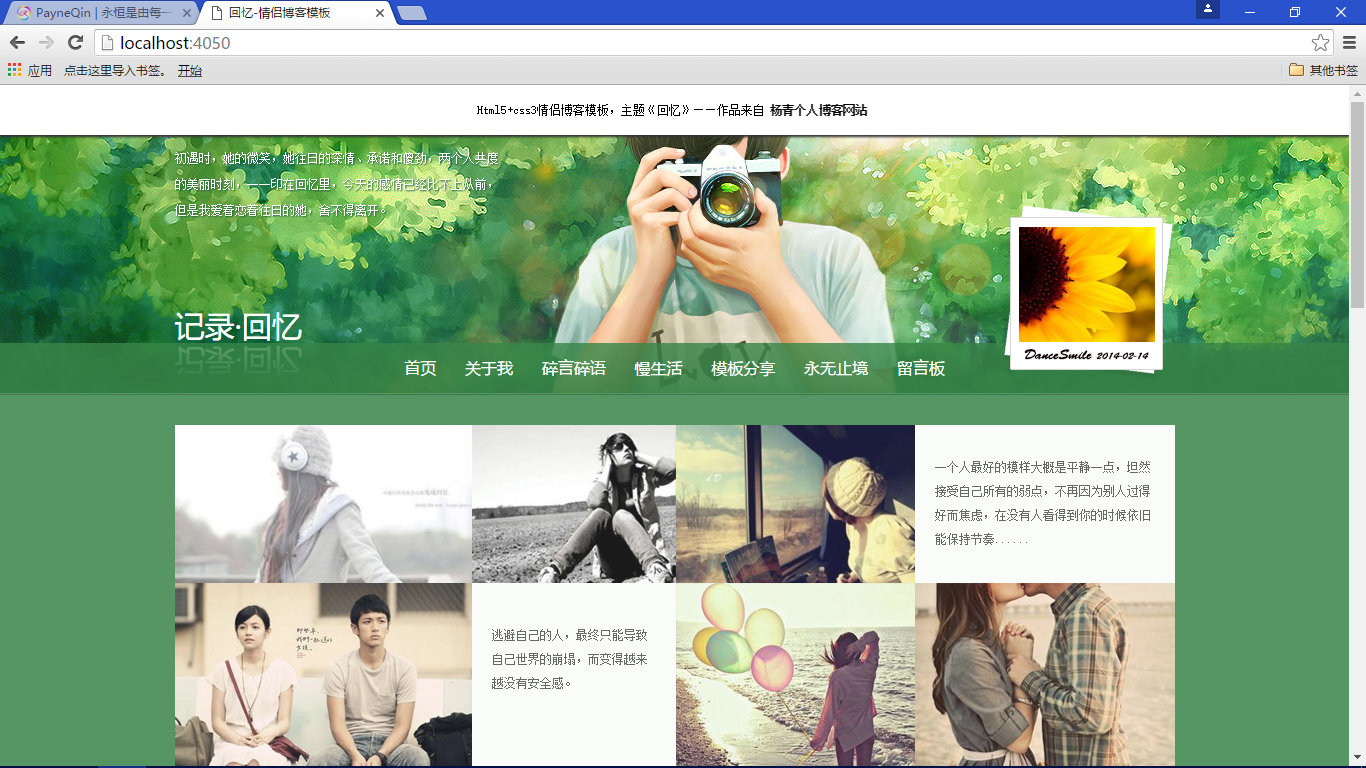 PayneQin | 永恒是由每一
回忆-情侣博客模板
localhost:4050
应用 点击这里导入书签。 开始
其他书签
Html5+css3情侣博客模板，主题《回忆》——作品来自 杨青个人博客网站
初遇时，她的微笑，她往日的深情、承诺和傻劲，两个人共度
的美丽时刻，一一印在回忆里，今天的感情已经比不上从前，
但是我爱着恋着往日的她，舍不得离开。
记录·回忆
DanceSmile 2014-02-14
首页 关于我 碎言碎语 慢生活 模板分享 永无止境 留言板
一个人最好的模样大概是平静一点，坦然
接受自己所有的弱点，不再因为别人过得
好而焦虑，在没有人看得到你的时候依旧
能保持节奏......
那些年，
逃避自己的人，最终只能导致
自己世界的崩塌，而变得越来
越没有安全感。